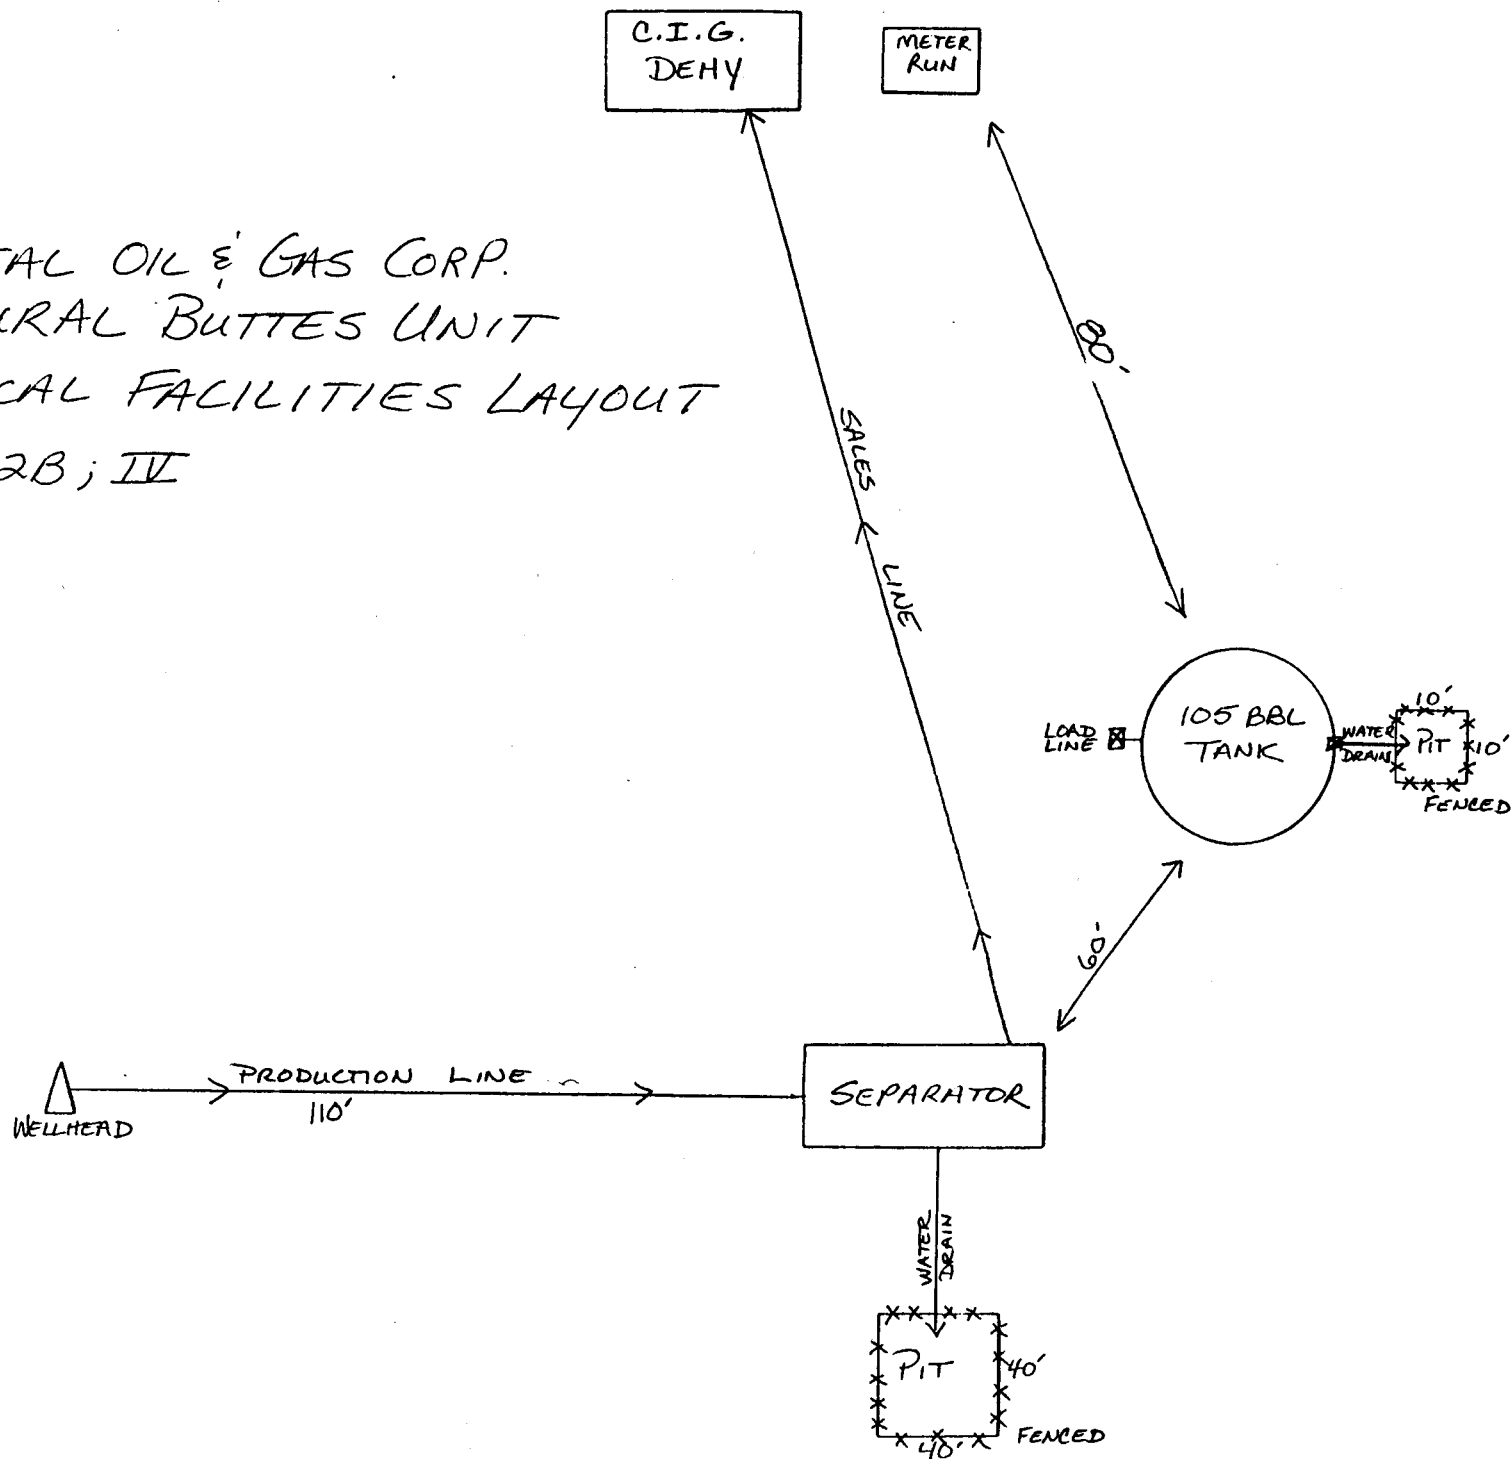 C.I.G.
DEHY
METER
RUN
TAL OIL & GAS CORP.
URAL BUTTES UNIT
CAL FACILITIES LAYOUT
2B; IV
80'
SALES LINE
LOAD
LINE
105 BBL
TANK
WATER
DRAIN
10'
PIT
10'
FENCED
60'
PRODUCTION LINE
110'
WELLHEAD
SEPARATOR
WATER
DRAIN
PIT
40'
40'
FENCED